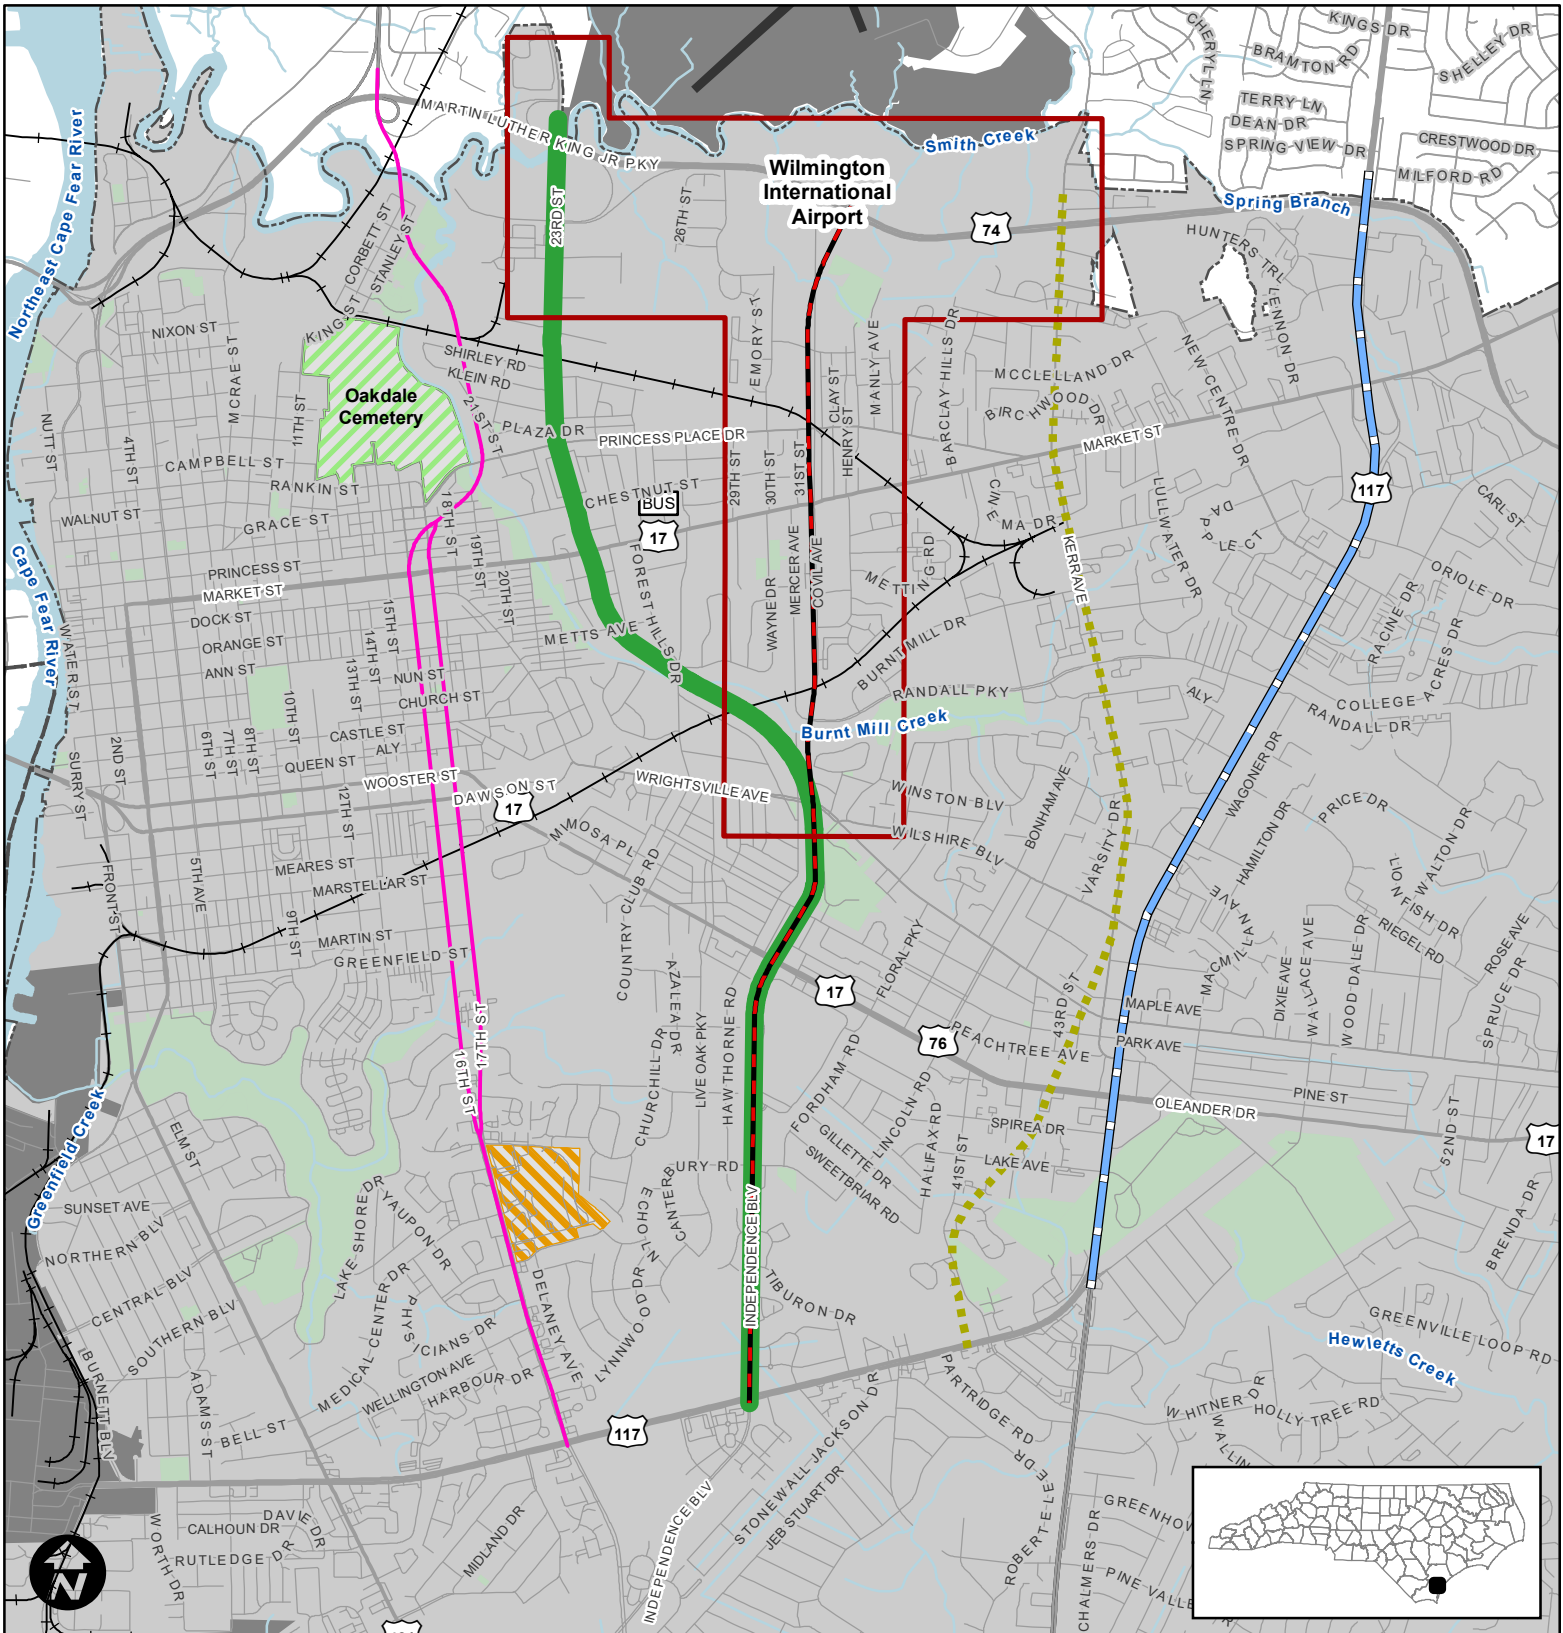 KINGS DR
CHERYL LN
BRAMTON RD
SHELLEY DR
TERRY LN
DEAN DR
SPRING VIEW DR
CRESTWOOD DR
MILFORD RD
MARTIN LUTHER KING JR PKY
Smith Creek
Wilmington
International
Airport
Spring Branch
Northeast Cape Fear River
23RD ST
26TH ST
74
HUNTERS TRL
LENNON DR
CORBETT ST
STANLEY ST
KING ST
NIXON ST
MCRAE ST
SHIRLEY RD
KLEIN RD
EMORY ST
MANLY AVE
BARCLAY HILLS DR
MCCLELLAND DR
NEW CENTRE DR
BIRCHWOOD DR
Oakdale
Cemetery
21ST ST
PLAZA DR
PRINCESS PLACE DR
CLAY ST
HENRY ST
MARKET ST
NUTT ST
4TH ST
11TH ST
CAMPBELL ST
RANKIN ST
WALNUT ST
GRACE ST
18TH ST
CHESTNUT ST
BUS
17
29TH ST
30TH ST
31ST ST
CINEMA DR
LULLWATER DR
DAPPLE CT
117
CARL ST
Cape Fear River
PRINCESS ST
MARKET ST
DOCK ST
ORANGE ST
ANN ST
19TH ST
20TH ST
FOREST HILLS DR
METTS AVE
WAYNE DR
MERCER AVE
COVIL AVE
METTING RD
KERR AVE
ORIOLE DR
RACINE DR
COLLEGE ACRES DR
15TH ST
14TH ST
13TH ST
NUN ST
CHURCH ST
BURNT MILL DR
RANDALL PKY
ALY
RANDALL DR
WATER ST
SURRY ST
2ND ST
6TH ST
7TH ST
8TH ST
10TH ST
CASTLE ST
ALY
QUEEN ST
WOOSTER ST
DAWSON ST
17
Burnt Mill Creek
WRIGHTSVILLE AVE
WINSTON BLV
WILSHIRE BLV
BONHAM AVE
VARSITY DR
WAGONER DR
HAMILTON DR
PRICE DR
WALTON DR
LIONFISH DR
12TH ST
MIMOSA PL
MEARES ST
MARSTELLAR ST
5TH AVE
9TH ST
FRONT ST
MARTIN ST
GREENFIELD ST
COUNTRY CLUB RD
AZALEA DR
LIVE OAK PKY
HAWTHORNE RD
FLORAL PKY
17
76
43RD ST
MACMILLAN AVE
DIXIE AVE
WALLACE AVE
WOOD DALE DR
RIEGEL RD
ROSE AVE
SPRUCE DR
MAPLE AVE
PEACHTREE AVE
PARK AVE
16TH ST
17TH ST
CHURCHILL DR
FORDHAM RD
LINCOLN RD
HALIFAX RD
41ST ST
GILLETTE DR
SWEETBRIAR RD
SPIREA DR
LAKE AVE
OLEANDER DR
PINE ST
52ND ST
17
Greenfield Creek
ELM ST
SUNSET AVE
NORTHERN BLV
CENTRAL BLV
SOUTHERN BLV
LAKE SHORE DR
YAUPON DR
CANTERBURY RD
ECHO LN
INDEPENDENCE BLV
BRENDA DR
BURNETT BLV
ADAMS ST
BELL ST
MEDICAL CENTER DR
PHYSICIANS DR
WELLINGTON AVE
HARBOUR DR
DELANEY AVE
LYNNWOOD DR
TIBURON DR
GREENVILLE LOOP RD
Hewletts Creek
117
PARTRIDGE RD
STONEWALL JACKSON DR
JEB STUART DR
WHITNER DR
HOLLY TREE RD
WALLIN
ROBERT E LEE DR
INDEPENDENCE BLV
MIDLAND DR
DAVIE DR
CALHOUN DR
RUTLEDGE DR
WORTH DR
GREENHOW
CHALMERS DR
PINE VALLE
N